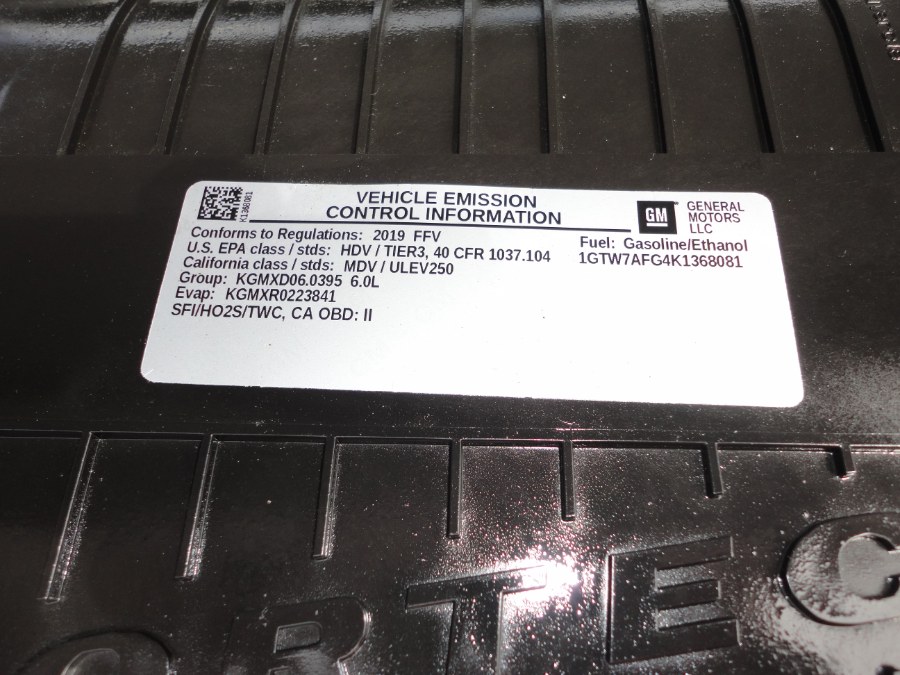 VEHICLE EMISSION
CONTROL INFORMATION
K1368081
GM
GENERAL
MOTORS
LLC
Conforms to Regulations: 2019 FFV
U.S. EPA class / stds: HDV / TIER3, 40 CFR 1037.104
California class / stds: MDV / ULEV250
Group: KGMXD06.0395 6.0L
Evap: KGMXR0223841
SFI/HO2S/TWC, CA OBD: II
Fuel: Gasoline/Ethanol
1GTW7AFG4K1368081
ORTEC